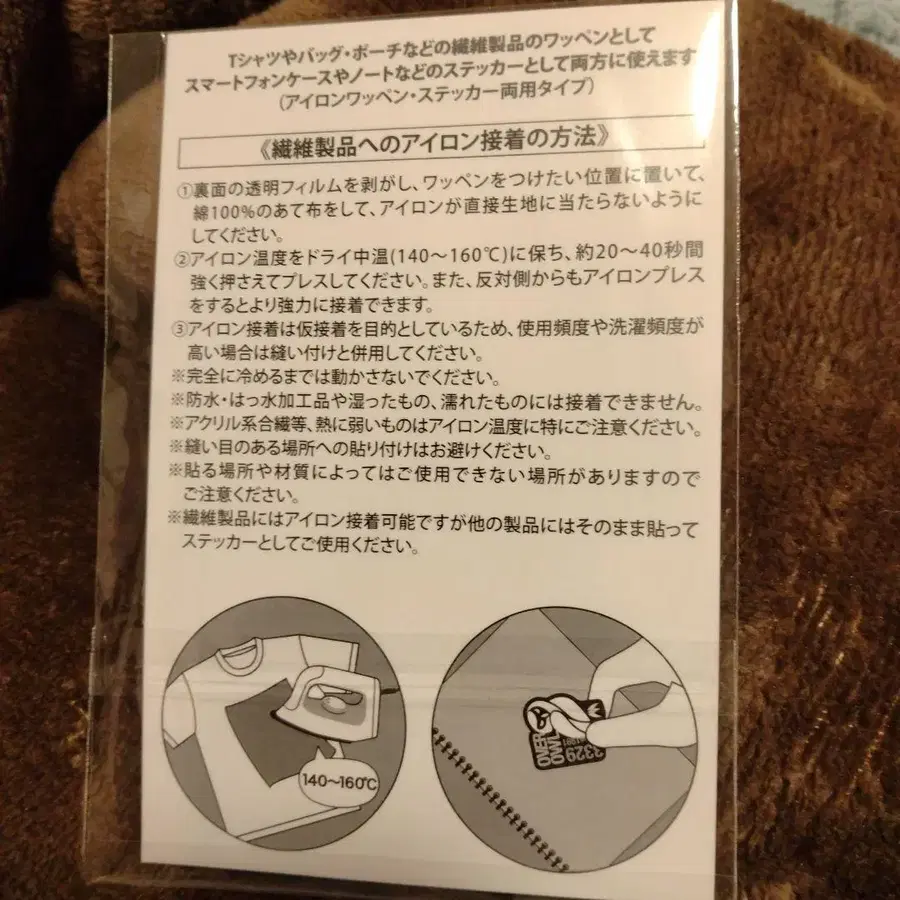 Tシャツやバッグ・ポーチなどの繊維製品のワッペンとして
スマートフォンケースやノートなどのステッカーとして両方に使えます
(アイロンワッペン・ステッカー両用タイプ)
《繊維製品へのアイロン接着の方法》
①裏面の透明フィルムを剥がし、ワッペンをつけたい位置に置いて、
綿100%のあて布をして、アイロンが直接生地に当たらないように
してください。
②アイロン温度をドライ中温(140～160℃)に保ち、約20～40秒間
強く押さえてプレスしてください。また、反対側からもアイロンプレス
をするとより強力に接着できます。
③アイロン接着は仮接着を目的としているため、使用頻度や洗濯頻度が
高い場合は縫い付けと併用してください。
※完全に冷めるまでは動かさないでください。
※防水・はっ水加工品や湿ったもの、濡れたものには接着できません。
※アクリル系合繊等、熱に弱いものはアイロン温度に特にご注意ください。
※縫い目のある場所への貼り付けはお避けください。
※貼る場所や材質によってはご使用できない場所がありますので
ご注意ください。
※繊維製品にはアイロン接着可能ですが他の製品にはそのまま貼って
ステッカーとしてご使用ください。
140～160℃
OVER
OWL
3329